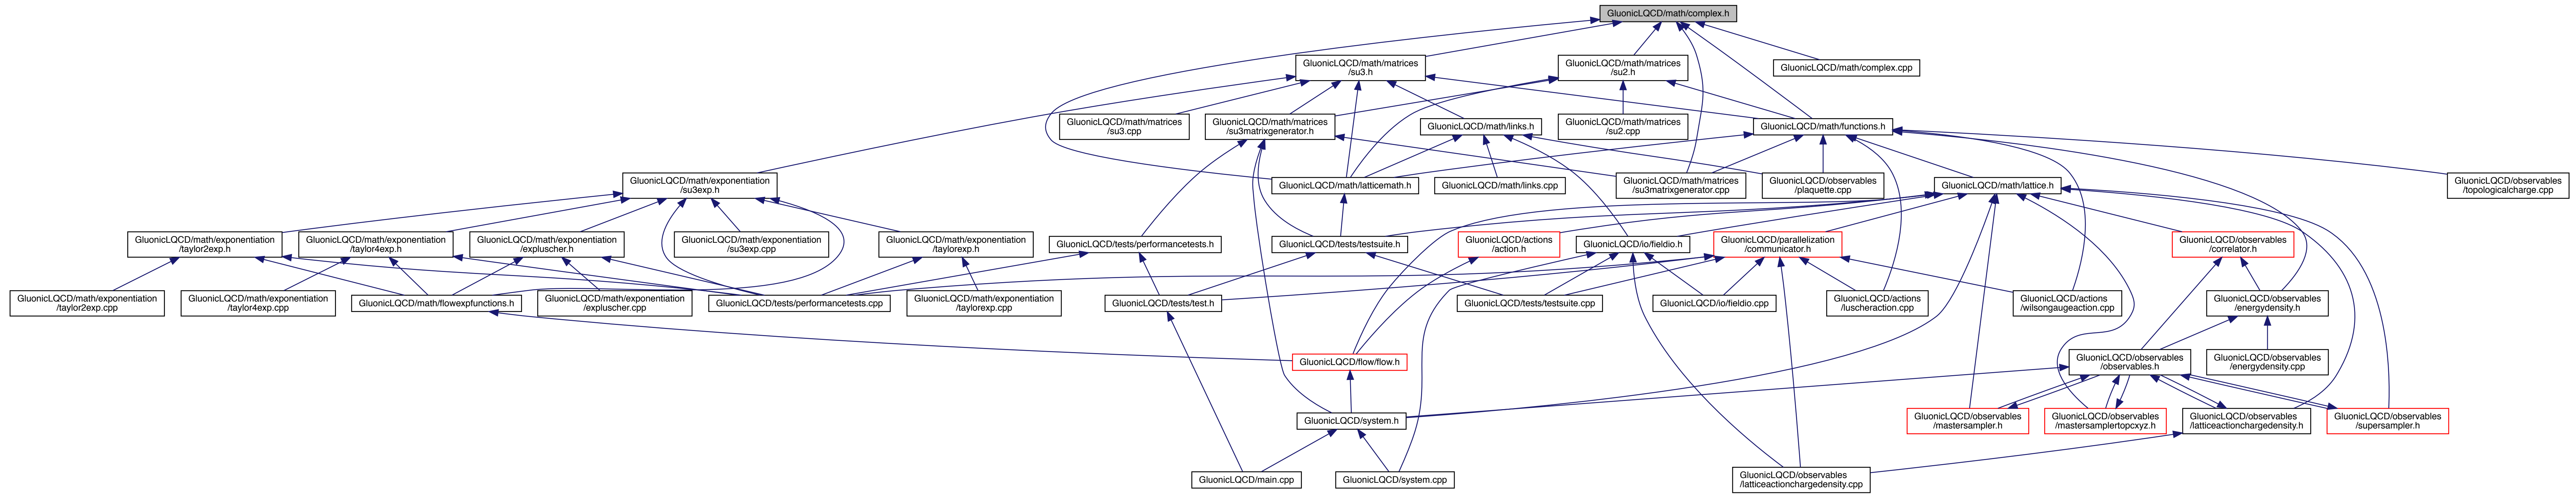 GluonicLQCD/math/complex.h
GluonicLQCD/math/matrices
/su3.h
GluonicLQCD/math/matrices
/su2.h
GluonicLQCD/math/complex.cpp
GluonicLQCD/math/matrices
/su3.cpp
GluonicLQCD/math/matrices
/su3matrixgenerator.h
GluonicLQCD/math/links.h
GluonicLQCD/math/matrices
/su2.cpp
GluonicLQCD/math/functions.h
GluonicLQCD/math/exponentiation
/su3exp.h
GluonicLQCD/math/latticemath.h
GluonicLQCD/math/links.cpp
GluonicLQCD/math/matrices
/su3matrixgenerator.cpp
GluonicLQCD/observables
/plaquette.cpp
GluonicLQCD/math/lattice.h
GluonicLQCD/observables
/topologicalcharge.cpp
GluonicLQCD/math/exponentiation
/taylor2exp.h
GluonicLQCD/math/exponentiation
/taylor4exp.h
GluonicLQCD/math/exponentiation
/expluscher.h
GluonicLQCD/math/exponentiation
/su3exp.cpp
GluonicLQCD/math/exponentiation
/taylorexp.h
GluonicLQCD/tests/performancetests.h
GluonicLQCD/tests/testsuite.h
GluonicLQCD/actions
/action.h
GluonicLQCD/io/fieldio.h
GluonicLQCD/parallelization
/communicator.h
GluonicLQCD/observables
/correlator.h
GluonicLQCD/math/exponentiation
/taylor2exp.cpp
GluonicLQCD/math/exponentiation
/taylor4exp.cpp
GluonicLQCD/math/flowexpfunctions.h
GluonicLQCD/math/exponentiation
/expluscher.cpp
GluonicLQCD/tests/performancetests.cpp
GluonicLQCD/math/exponentiation
/taylorexp.cpp
GluonicLQCD/tests/test.h
GluonicLQCD/tests/testsuite.cpp
GluonicLQCD/io/fieldio.cpp
GluonicLQCD/actions
/luscheraction.cpp
GluonicLQCD/actions
/wilsongaugeaction.cpp
GluonicLQCD/observables
/energydensity.h
GluonicLQCD/flow/flow.h
GluonicLQCD/observables
/observables.h
GluonicLQCD/observables
/energydensity.cpp
GluonicLQCD/system.h
GluonicLQCD/observables
/mastersampler.h
GluonicLQCD/observables
/mastersamplertopcxyz.h
GluonicLQCD/observables
/latticeactionchargedensity.h
GluonicLQCD/observables
/supersampler.h
GluonicLQCD/main.cpp
GluonicLQCD/system.cpp
GluonicLQCD/observables
/latticeactionchargedensity.cpp